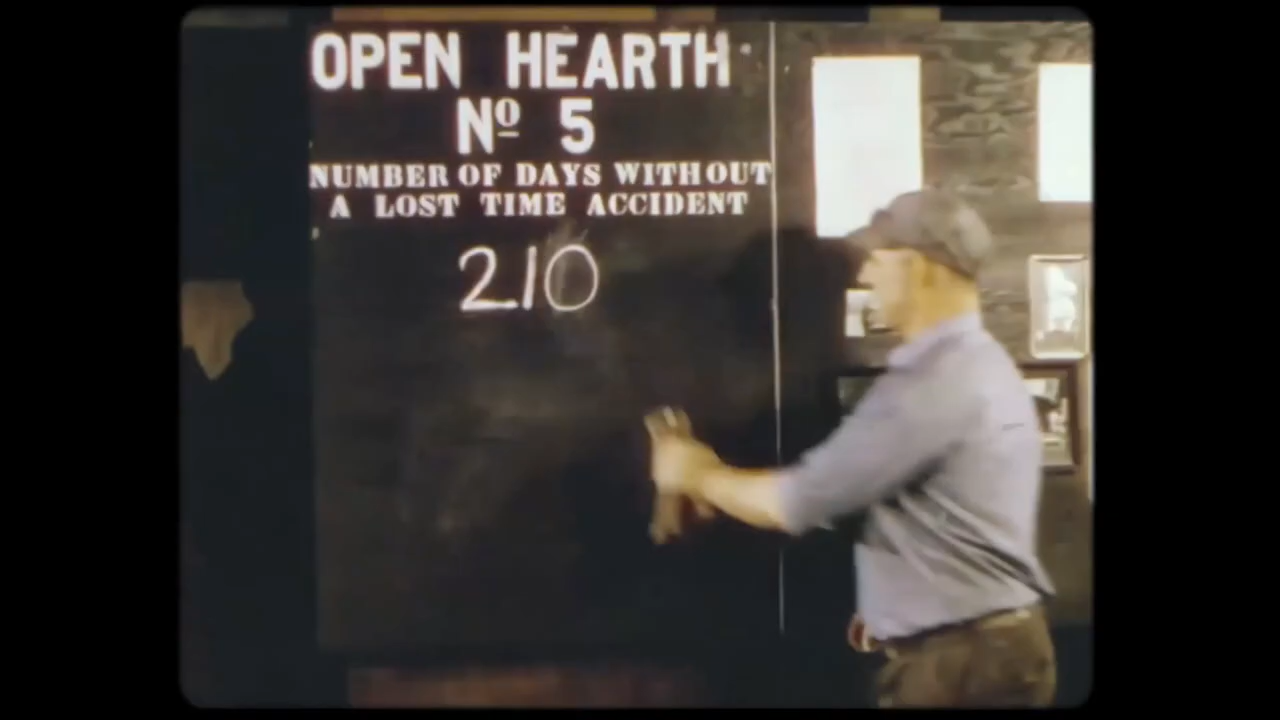 OPEN HEARTH
Nº 5
NUMBER OF DAYS WITHOUT
A LOST TIME ACCIDENT
210